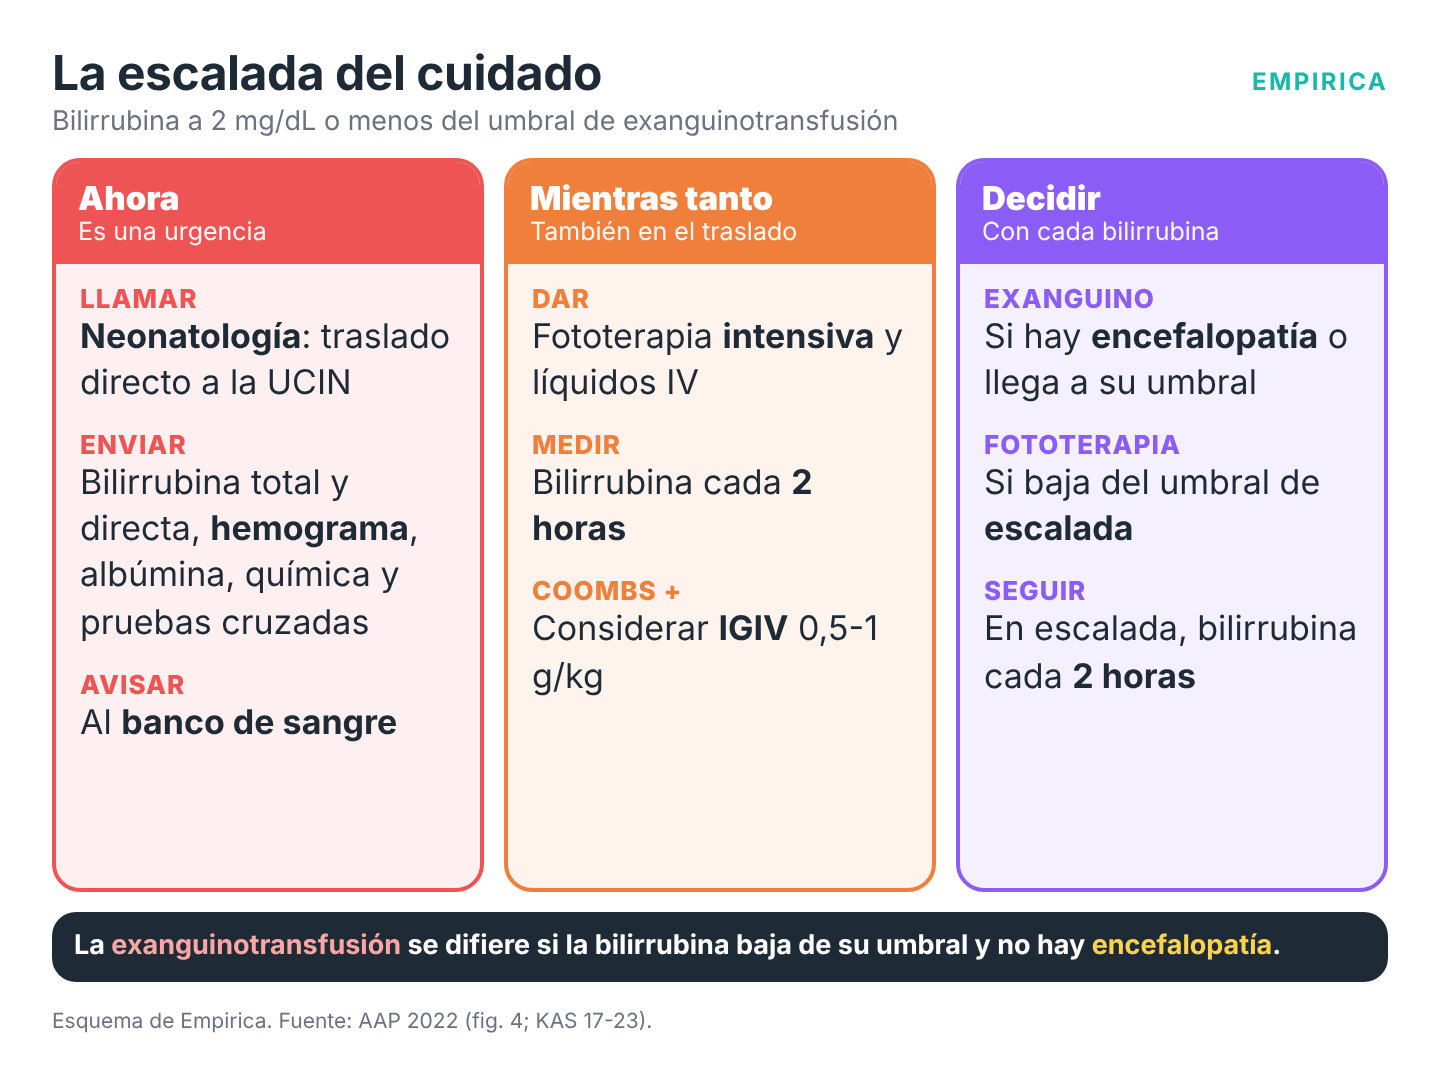 La escalada del cuidado
EMPIRICA
Bilirrubina a 2 mg/dL o menos del umbral de exanguinotransfusión
Ahora
Es una urgencia
LLAMAR
Neonatología: traslado
directo a la UCIN
ENVIAR
Bilirrubina total y
directa, hemograma,
albúmina, química y
pruebas cruzadas
AVISAR
Al banco de sangre
Mientras tanto
También en el traslado
DAR
Fototerapia intensiva y
líquidos IV
MEDIR
Bilirrubina cada 2
horas
COOMBS +
Considerar IGIV 0,5-1
g/kg
Decidir
Con cada bilirrubina
EXANGUINO
Si hay encefalopatía o
llega a su umbral
FOTOTERAPIA
Si baja del umbral de
escalada
SEGUIR
En escalada, bilirrubina
cada 2 horas
La exanguinotransfusión se difiere si la bilirrubina baja de su umbral y no hay encefalopatía.
Esquema de Empirica. Fuente: AAP 2022 (fig. 4; KAS 17-23).